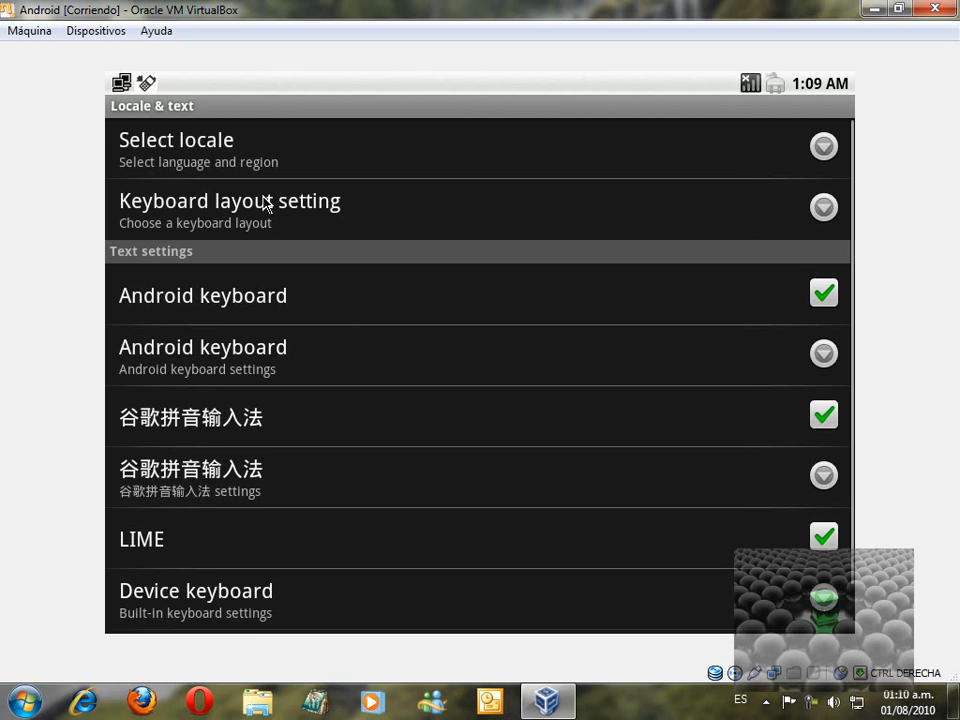 Android [Corriendo] - Oracle VM VirtualBox
Máquina Dispositivos Ayuda
1:09 AM
Locale & text
Select locale
Select language and region
Keyboard layout setting
Choose a keyboard layout
Text settings
Android keyboard
Android keyboard
Android keyboard settings
谷歌拼音输入法
谷歌拼音输入法
谷歌拼音输入法 settings
LIME
Device keyboard
Built-in keyboard settings
CTRL DERECHA
ES
01:10 a.m.
01/08/2010